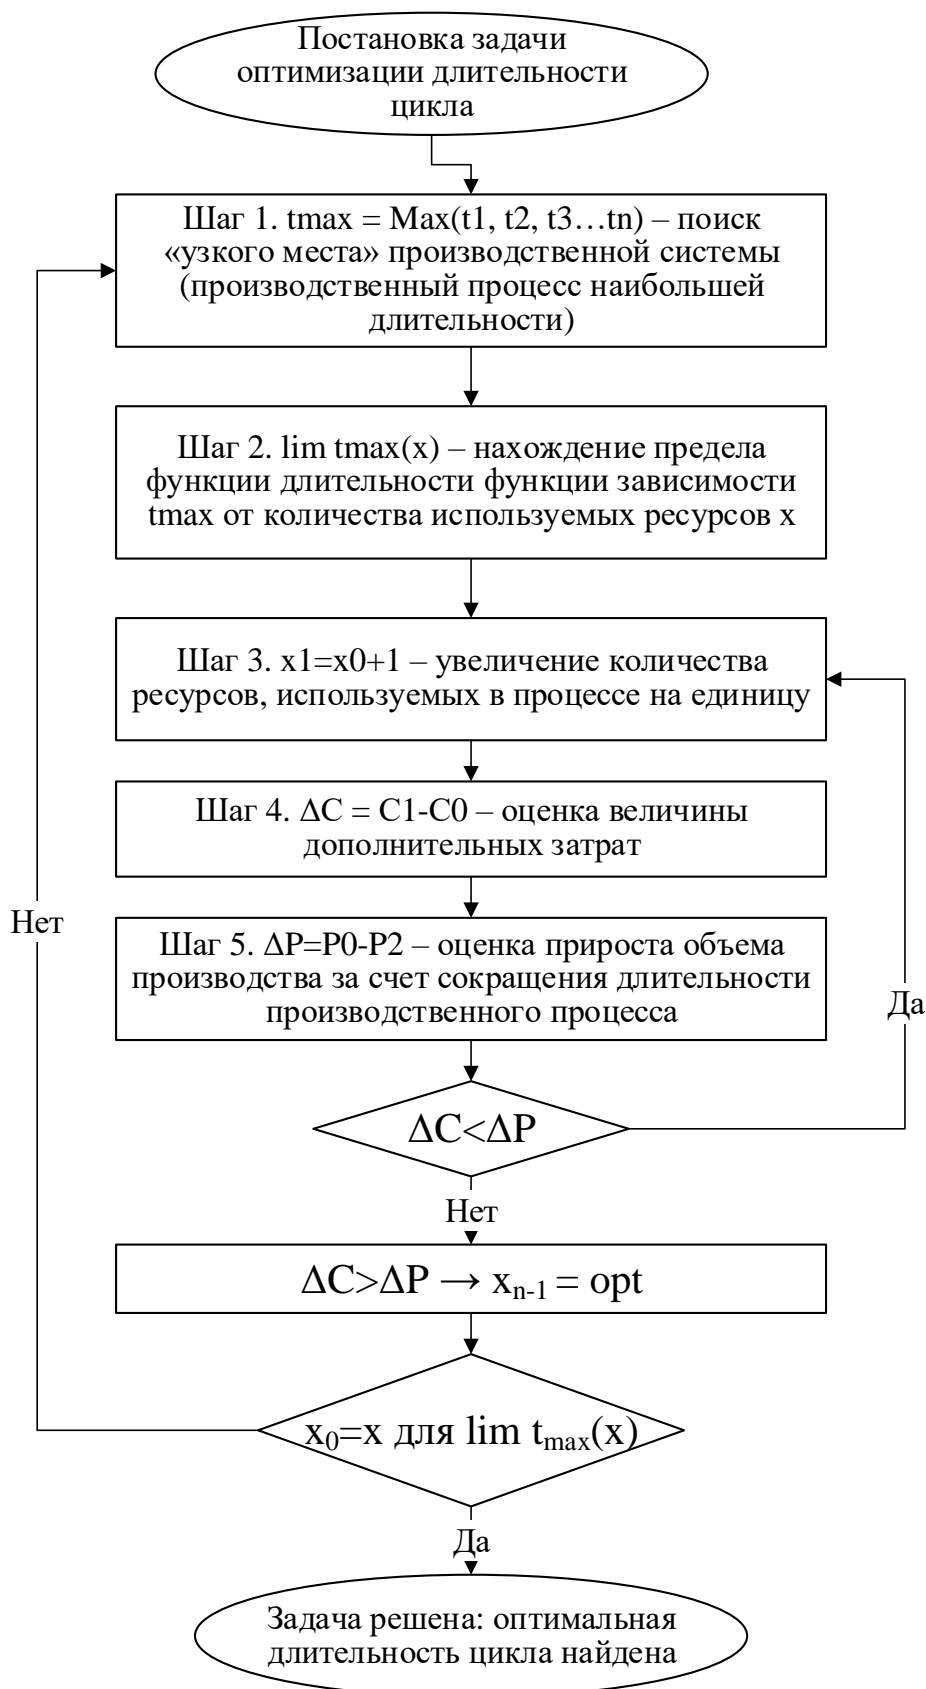 Постановка задачи
оптимизации длительности
цикла
Шаг 1. tmax = Max(t1, t2, t3…tn) – поиск
«узкого места» производственной системы
(производственный процесс наибольшей
длительности)
Шаг 2. lim tmax(x) – нахождение предела
функции длительности функции зависимости
tmax от количества используемых ресурсов x
Шаг 3. x1=x0+1 – увеличение количества
ресурсов, используемых в процессе на единицу
Шаг 4. ΔC = C1-C0 – оценка величины
дополнительных затрат
Нет
Шаг 5. ΔP=P0-P2 – оценка прироста объема
производства за счет сокращения длительности
производственного процесса
Да
ΔC<ΔP
Нет
ΔC>ΔP → xn-1 = opt
x0=x для lim tmax(x)
Да
Задача решена: оптимальная
длительность цикла найдена